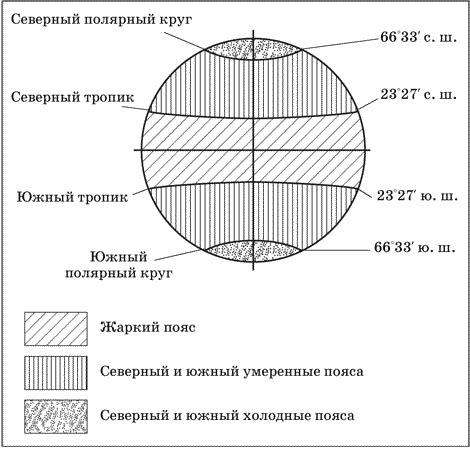 Северный полярный круг
66°33′ с. ш.
Северный тропик
23°27′ с. ш.
Южный тропик
23°27′ ю. ш.
Южный
полярный круг
66°33′ ю. ш.
Жаркий пояс
Северный и южный умеренные пояса
Северный и южный холодные пояса